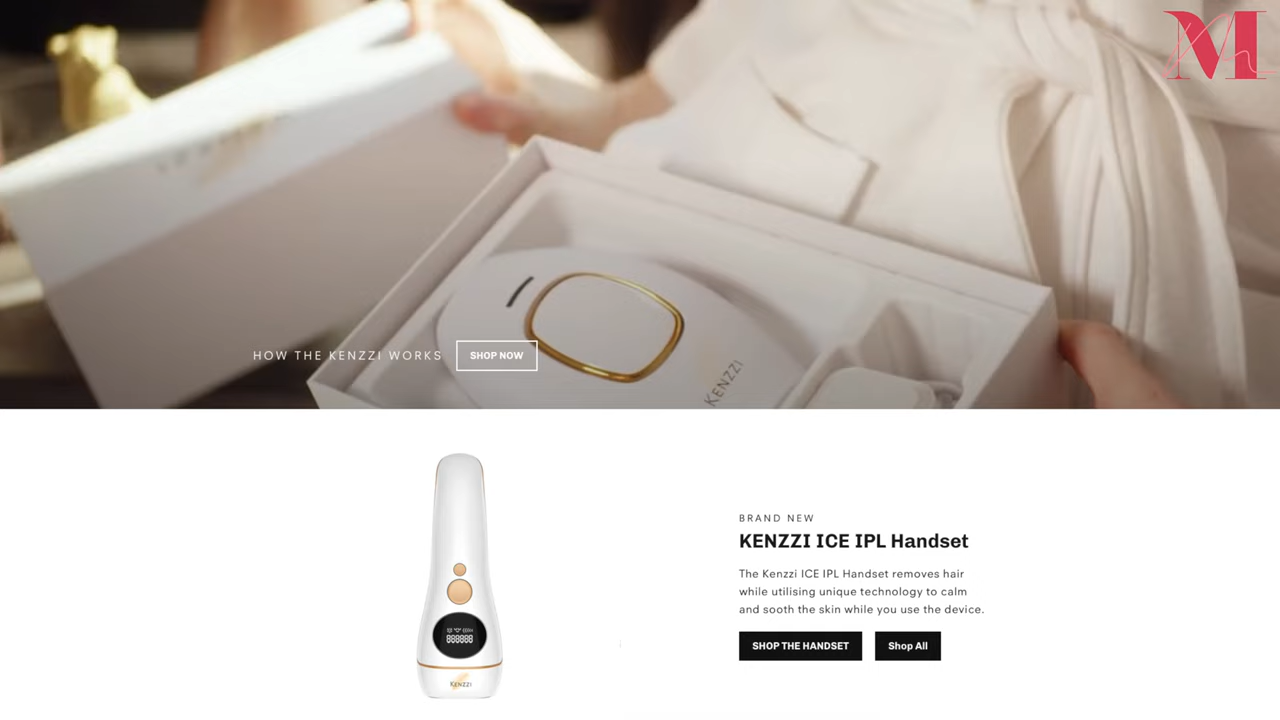 ML
HOW THE KENZZI WORKS
SHOP NOW
KENZZI
BRAND NEW
KENZZI ICE IPL Handset
The Kenzzi ICE IPL Handset removes hair
while utilising unique technology to calm
and sooth the skin while you use the device.
SHOP THE HANDSET
Shop All
888888
KENZZI